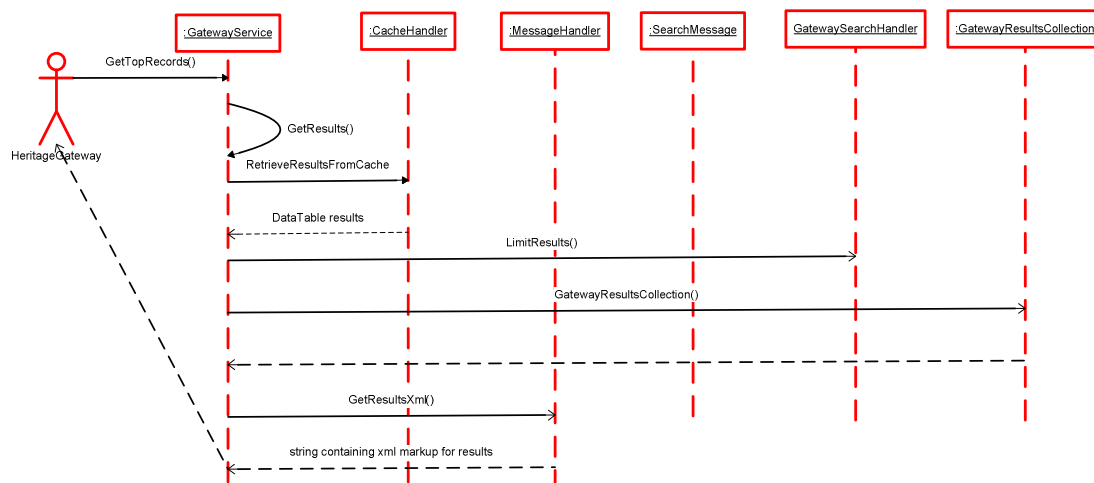 :GatewayService
:CacheHandler
:MessageHandler
:SearchMessage
GatewaySearchHandler
:GatewayResultsCollection
GetTopRecords()
HeritageGateway
GetResults()
RetrieveResultsFromCache
DataTable results
LimitResults()
GatewayResultsCollection()
GetResultsXml()
string containing xml markup for results